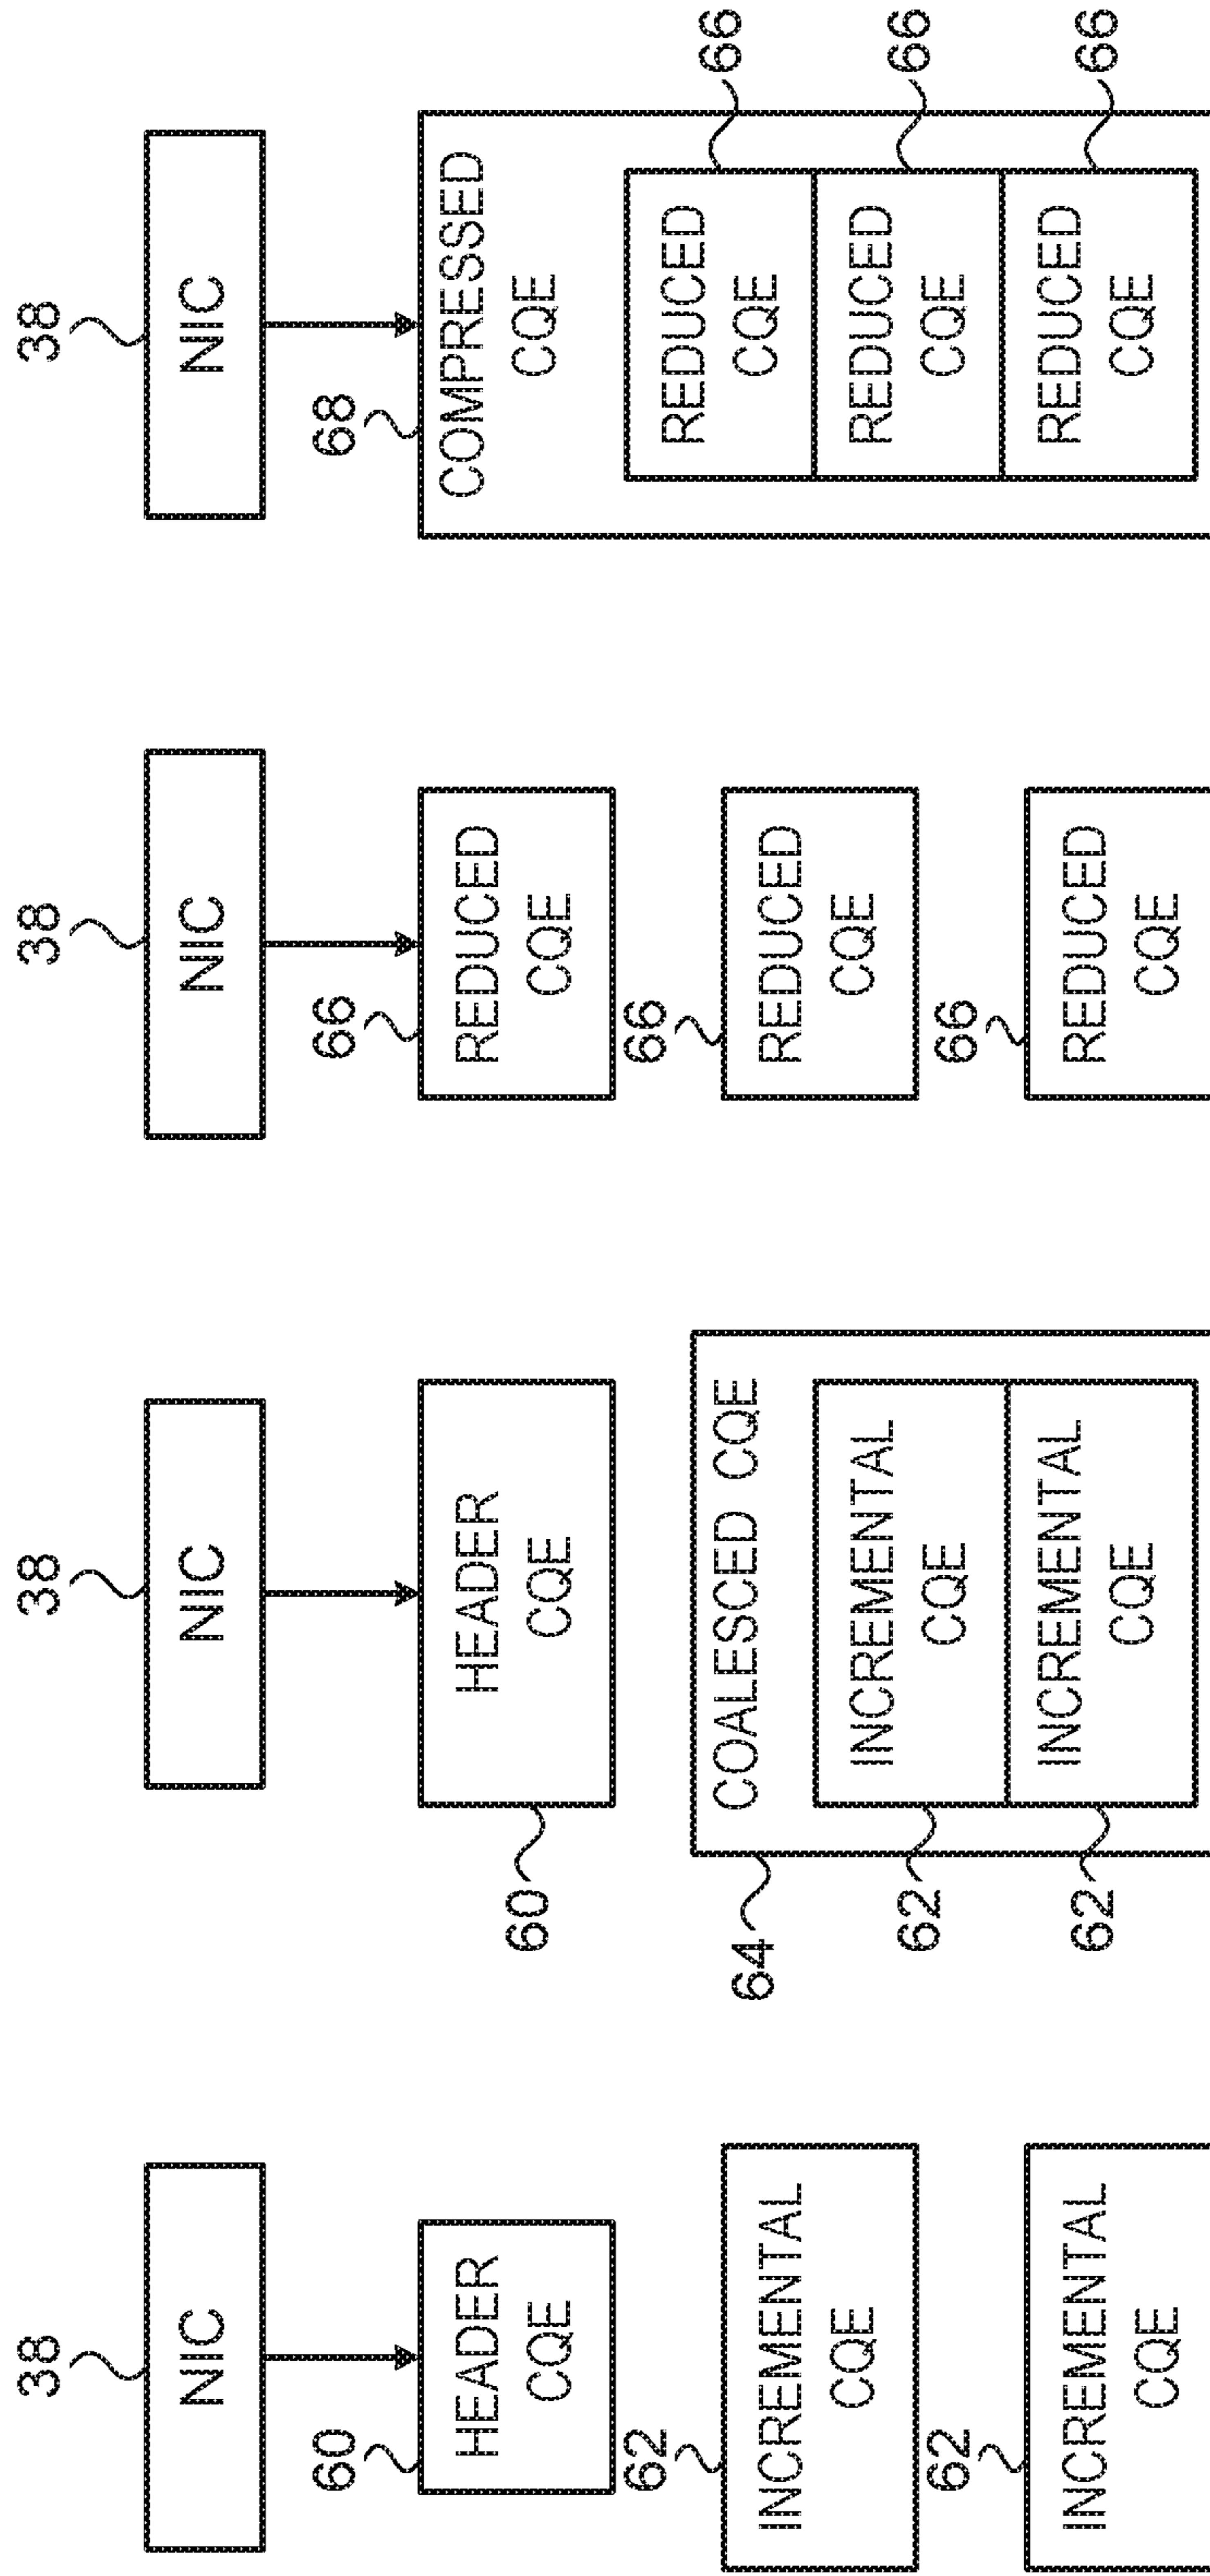 38
NIC
60
HEADER
CQE
62
INCREMENTAL
CQE
62
INCREMENTAL
CQE
38
NIC
HEADER
CQE
60
COALESCED CQE
64
INCREMENTAL
CQE
62
INCREMENTAL
CQE
62
38
NIC
66
REDUCED
CQE
66
REDUCED
CQE
66
REDUCED
CQE
38
NIC
68
COMPRESSED
CQE
REDUCED
CQE
66
REDUCED
CQE
66
REDUCED
CQE
66